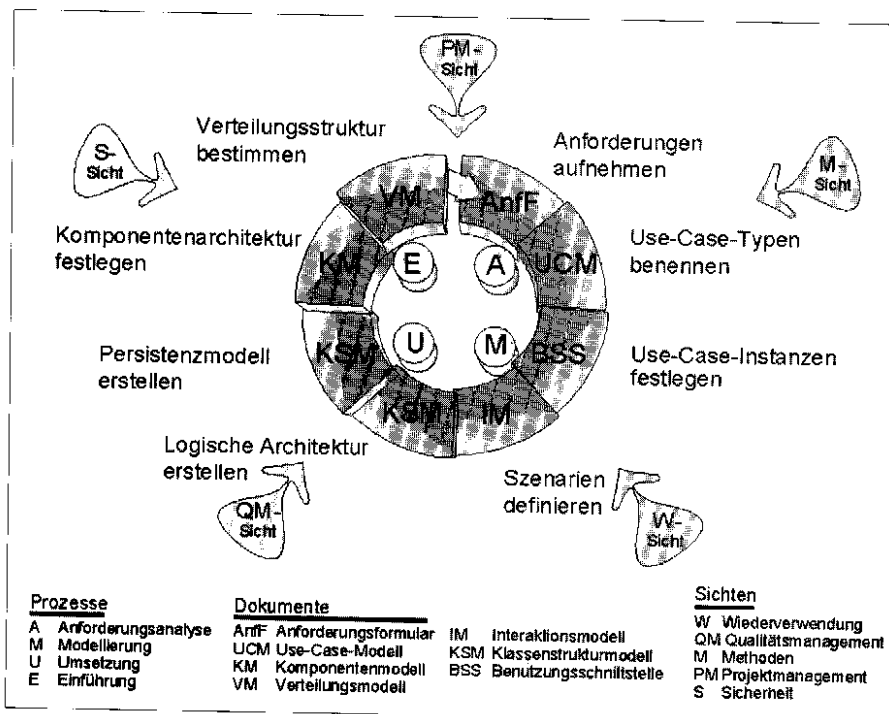 PM-
Sicht
Verteilungsstruktur
bestimmen
Anforderungen
aufnehmen
S-
Sicht
M-
Sicht
VM
AnfF
Komponentenarchitektur
festlegen
KM
E
A
UCM
Use-Case-Typen
benennen
Persistenzmodell
erstellen
KSM
U
M
BSS
Use-Case-Instanzen
festlegen
KSM
IM
Logische Architektur
erstellen
Szenarien
definieren
QM-
Sicht
W-
Sicht
Prozesse
A Anforderungsanalyse
M Modellierung
U Umsetzung
E Einführung
Dokumente
AnfF Anforderungsformular
UCM Use-Case-Modell
KM Komponentenmodell
VM Verteilungsmodell
IM Interaktionsmodell
KSM Klassenstrukturmodell
BSS Benutzungsschnittstelle
Sichten
W Wiederverwendung
QM Qualitätsmanagement
M Methoden
PM Projektmanagement
S Sicherheit